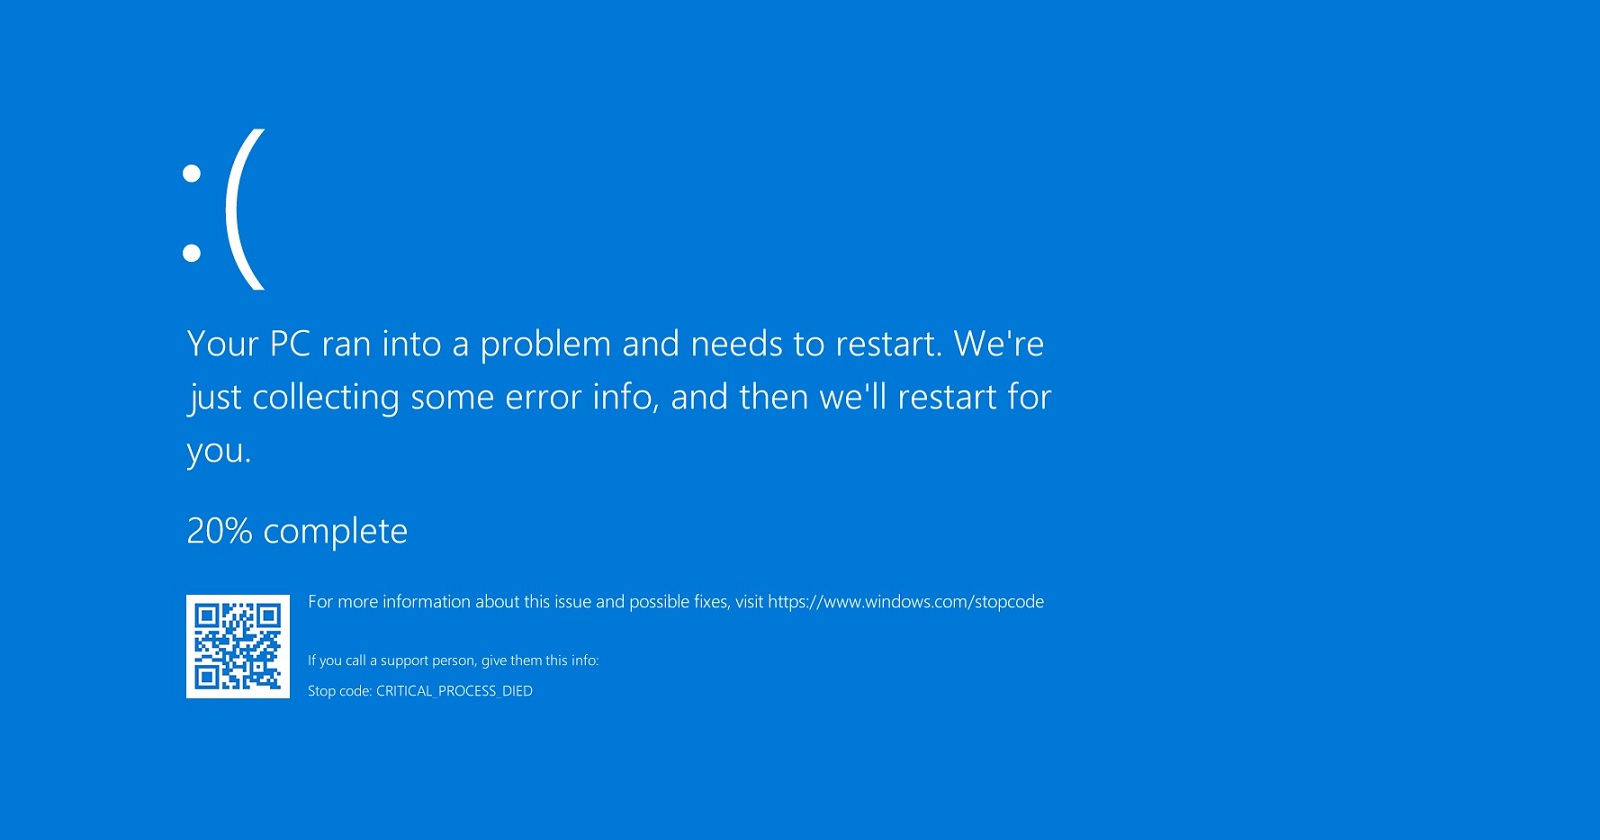 :(
Your PC ran into a problem and needs to restart. We're
just collecting some error info, and then we'll restart for
you.
20% complete
For more information about this issue and possible fixes, visit https://www.windows.com/stopcode
If you call a support person, give them this info:
Stop code: CRITICAL_PROCESS_DIED